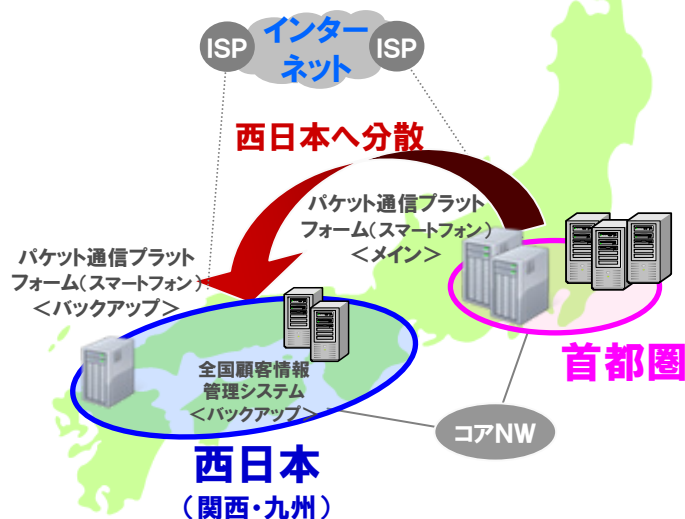 インター
ネット
ISP
ISP
西日本へ分散
パケット通信プラット
フォーム(スマートフォン)
＜メイン＞
パケット通信プラット
フォーム(スマートフォン)
＜バックアップ＞
全国顧客情報
管理システム
＜バックアップ＞
首都圏
コアNW
西日本
(関西・九州)